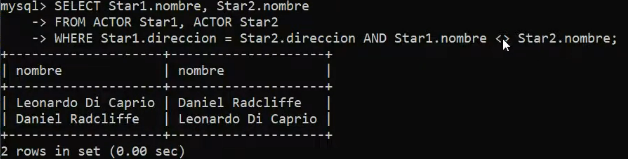 mysql> SELECT Star1.nombre, Star2.nombre
    -> FROM ACTOR Star1, ACTOR Star2
    -> WHERE Star1.direccion = Star2.direccion AND Star1.nombre <> Star2.nombre;
+-------------------+-------------------+
| nombre            | nombre            |
+-------------------+-------------------+
| Leonardo Di Caprio | Daniel Radcliffe   |
| Daniel Radcliffe   | Leonardo Di Caprio |
+-------------------+-------------------+
2 rows in set (0.00 sec)